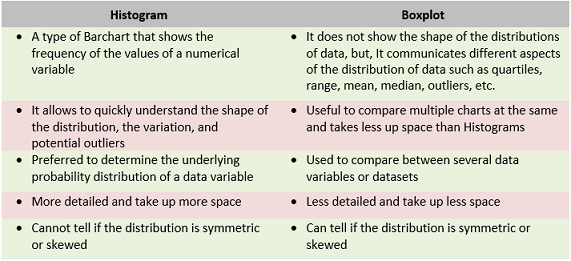 Histogram
Boxplot
• A type of Barchart that shows the
frequency of the values of a numerical
variable
• It does not show the shape of the distributions
of data, but, It communicates different aspects
of the distribution of data such as quartiles,
range, mean, median, outliers, etc.
• It allows to quickly understand the shape of
the distribution, the variation, and
potential outliers
• Useful to compare multiple charts at the same
and takes less up space than Histograms
• Preferred to determine the underlying
probability distribution of a data variable
• Used to compare between several data
variables or datasets
• More detailed and take up more space
• Less detailed and take up less space
• Cannot tell if the distribution is symmetric
or skewed
• Can tell if the distribution is symmetric or
skewed